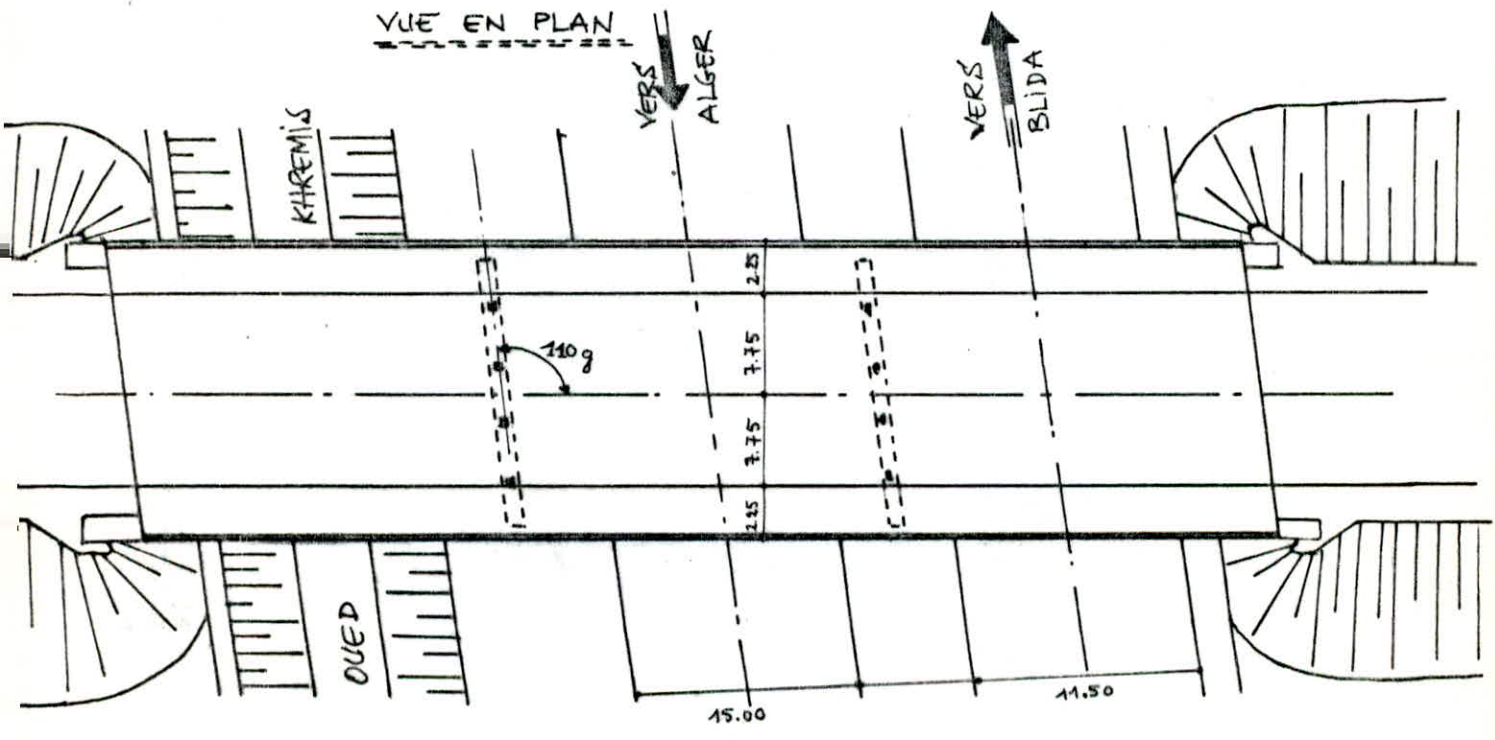 VUE EN PLAN
VERS
ALGER
VERS
BLIDA
KHREMIS
2.25
7.75
110g
7.75
2.25
OUED
15.00
11.50